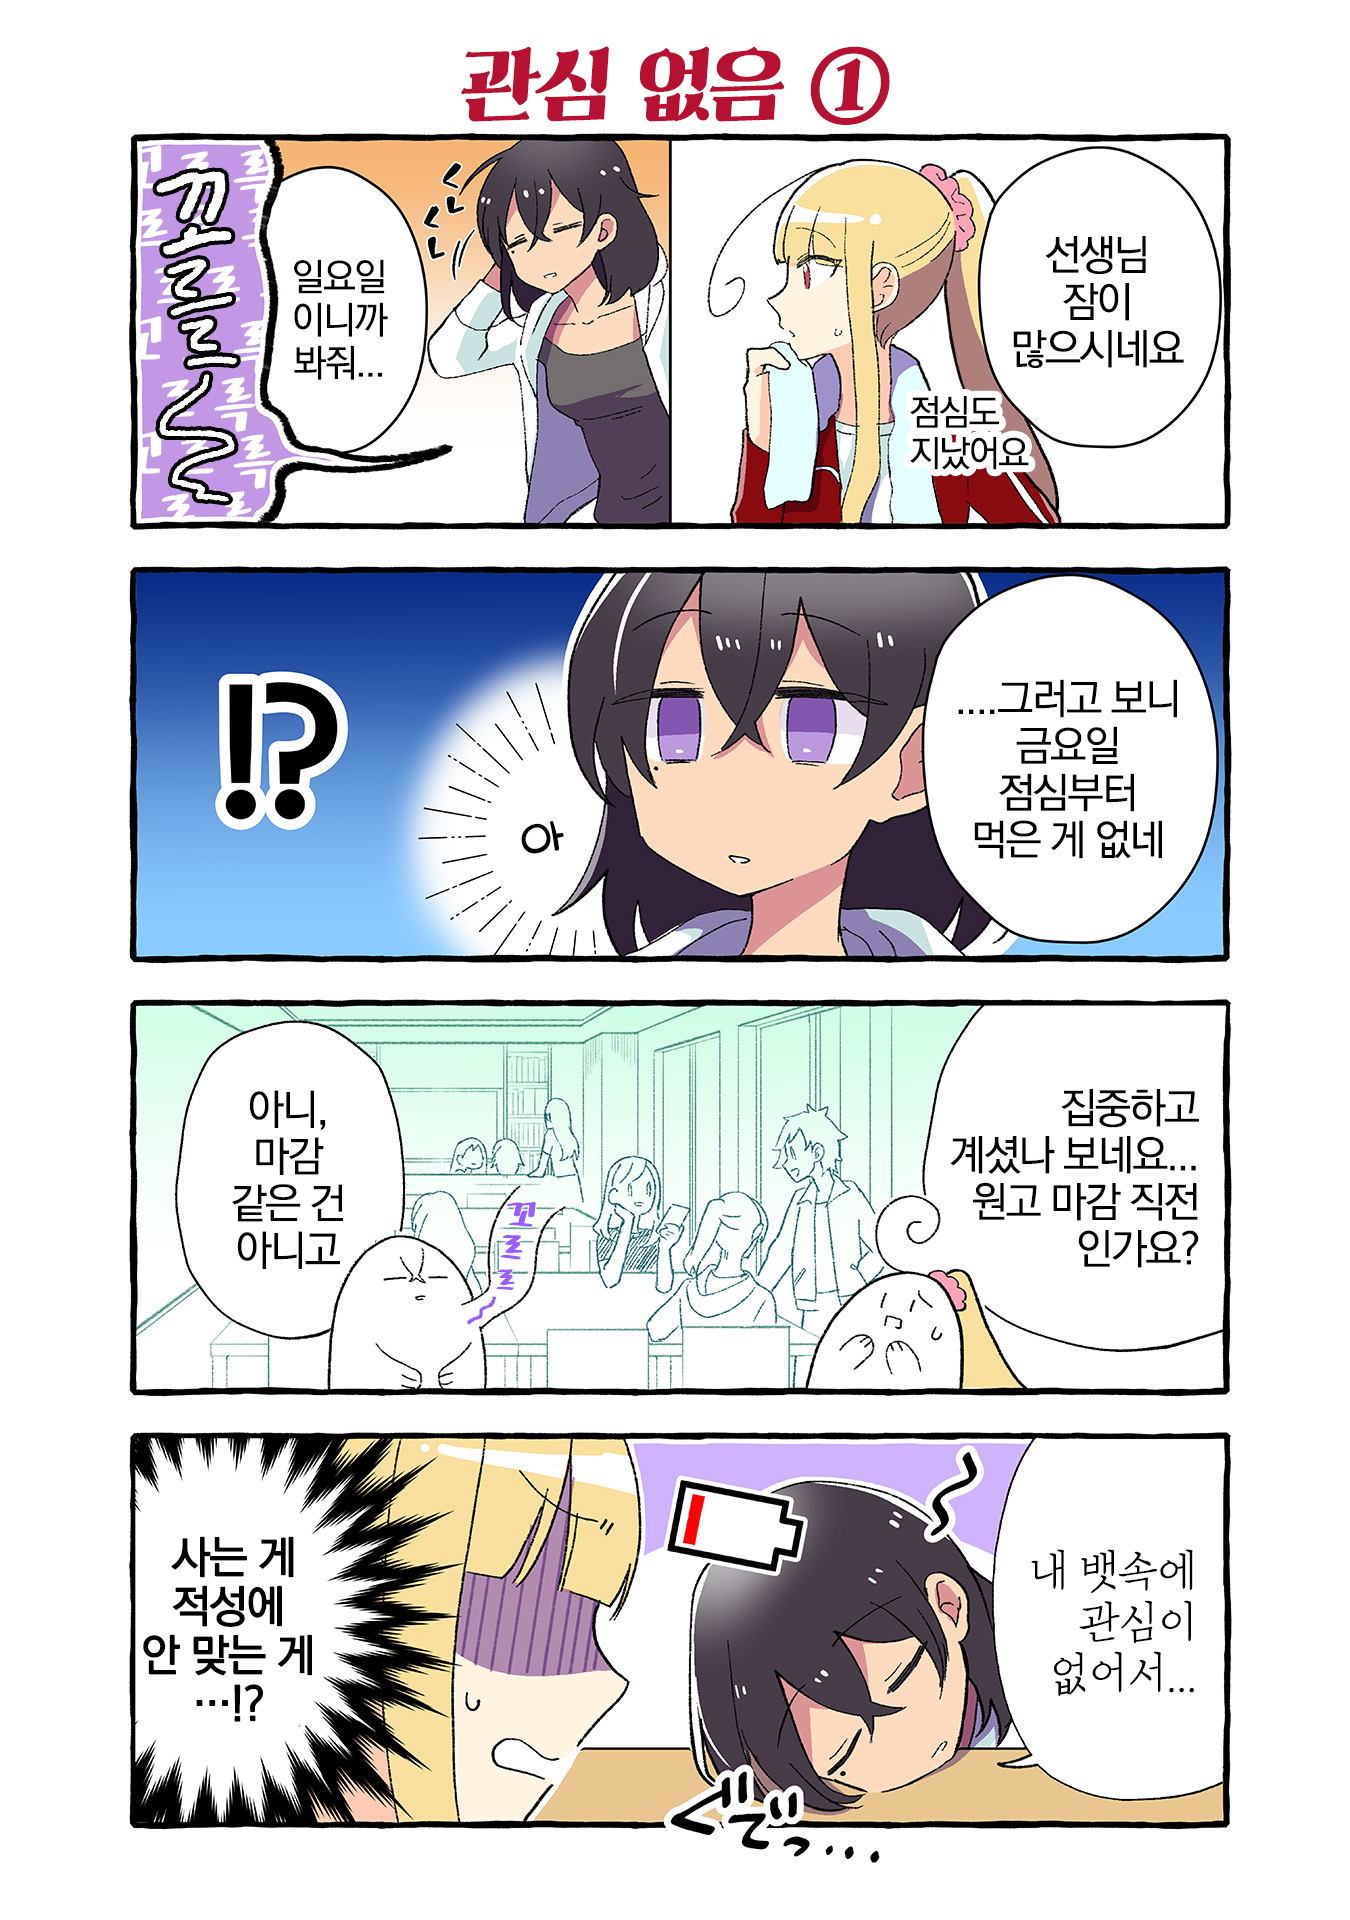 관심 없음 ①
선생님
잠이
많으시네요
점심도
지났어요
일요일
이니까
봐줘...
꼬르르
....그러고 보니
금요일
점심부터
먹은 게 없네
아
!?
집중하고
계셨나 보네요...
원고 마감 직전
인가요?
아니,
마감
같은 건
아니고
꼬르르
내 뱃속에
관심이
없어서...
사는 게
적성에
안 맞는 게
...!?
ぐでっ...